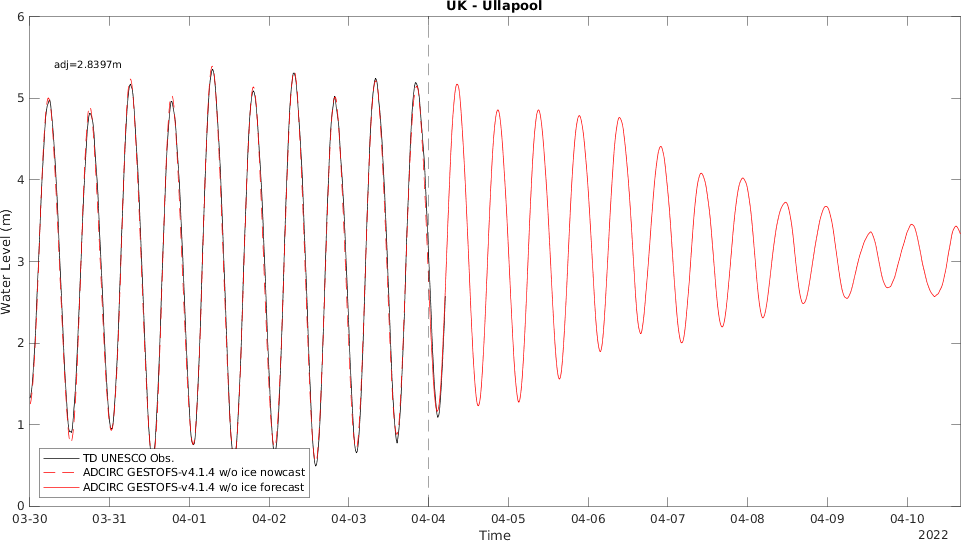 UK - Ullapool
6
adj=2.8397m
5
4
3
2
1
0
Water Level (m)
TD UNESCO Obs.
ADCIRC GESTOFS-v4.1.4 w/o ice nowcast
ADCIRC GESTOFS-v4.1.4 w/o ice forecast
03-30 03-31 04-01 04-02 04-03 04-04 04-05 04-06 04-07 04-08 04-09 04-10
Time
2022